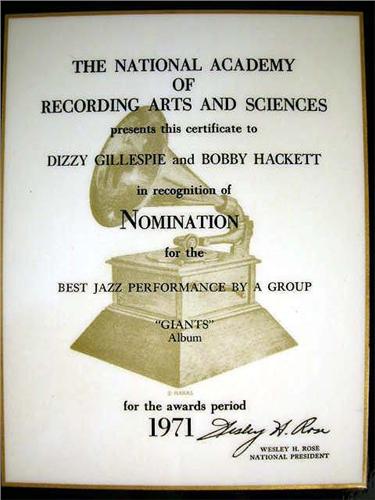 THE NATIONAL ACADEMY
OF
RECORDING ARTS AND SCIENCES
presents this certificate to
DIZZY GILLESPIE and BOBBY HACKETT
in recognition of
NOMINATION
for the
BEST JAZZ PERFORMANCE BY A GROUP
"GIANTS"
Album
© NARAS
for the awards period
1971 Wesley H. Rose
WESLEY H. ROSE
NATIONAL PRESIDENT